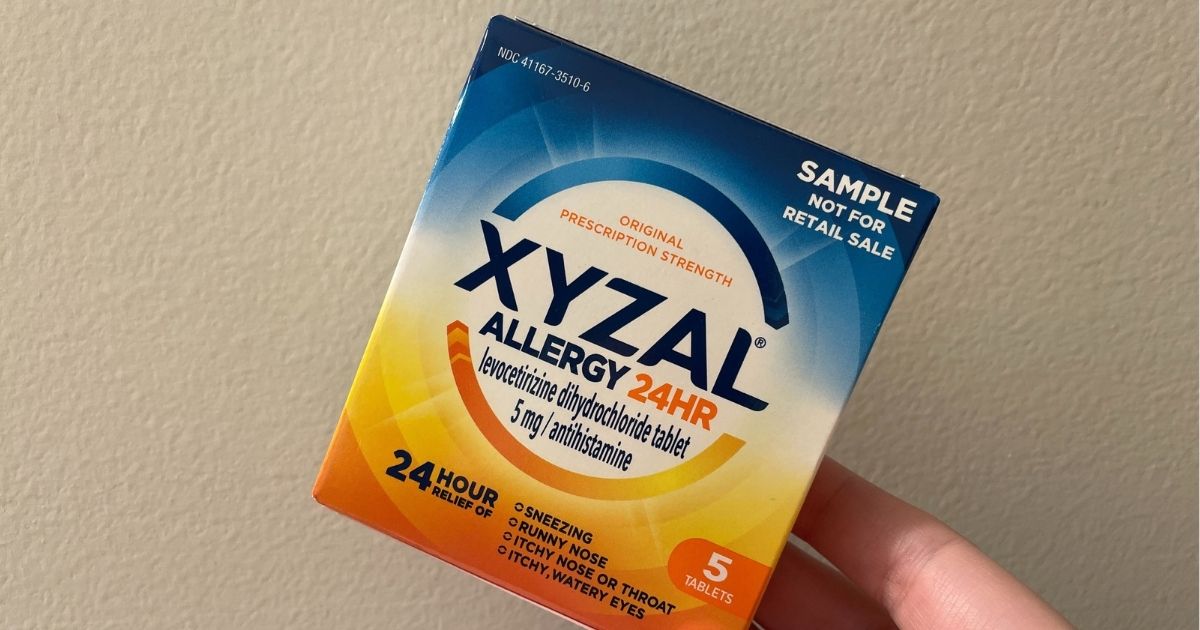 NDC 41167-3510-6
SAMPLE
NOT FOR
RETAIL SALE
ORIGINAL
PRESCRIPTION STRENGTH
XYZAL®
ALLERGY 24HR
levocetirizine dihydrochloride tablet
5 mg / antihistamine
24 HOUR
RELIEF OF
SNEEZING
RUNNY NOSE
ITCHY NOSE OR THROAT
ITCHY, WATERY EYES
5
TABLETS